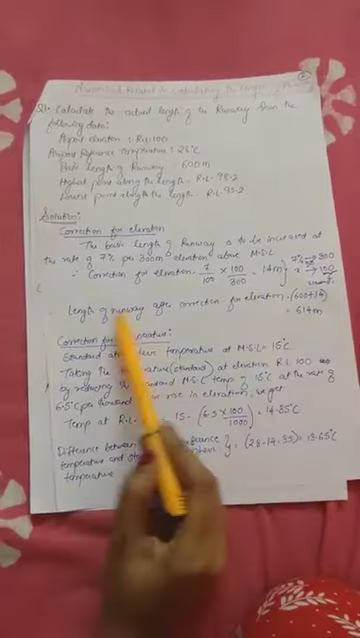 Q1. Calculate the actual length of the Runway from the
following data:
Airport elevation : R.L. 100
Airport Reference Temperature : 28°C
Basic Length of Runway : 600m
Highest point along the length - R.L. 98.2
Lowest point along the length - R.L. 95.2
Solution:
Correction for elevation
The basic length of Runway is to be increased at
the rate of 7% per 300m elevation above M.S.L
∴ Correction for elevation = 7/100 × 600 × 100/300
7% → 300
100
Length of runway after correction for elevation = (600+14)
= 614m
Correction for
Standard temperature at M.S.L = 15°C
Taking the (standard) at elevation R.L 100
by reducing the M.S.L temp of 15°C at the rate of
6.5°C per thousand rise in elevation, we get
Temp at R.L 15 - (6.5 × 100/1000) = 14.35°C
Difference between
temperature and = (28-14.35) = 13.65°C
temperature